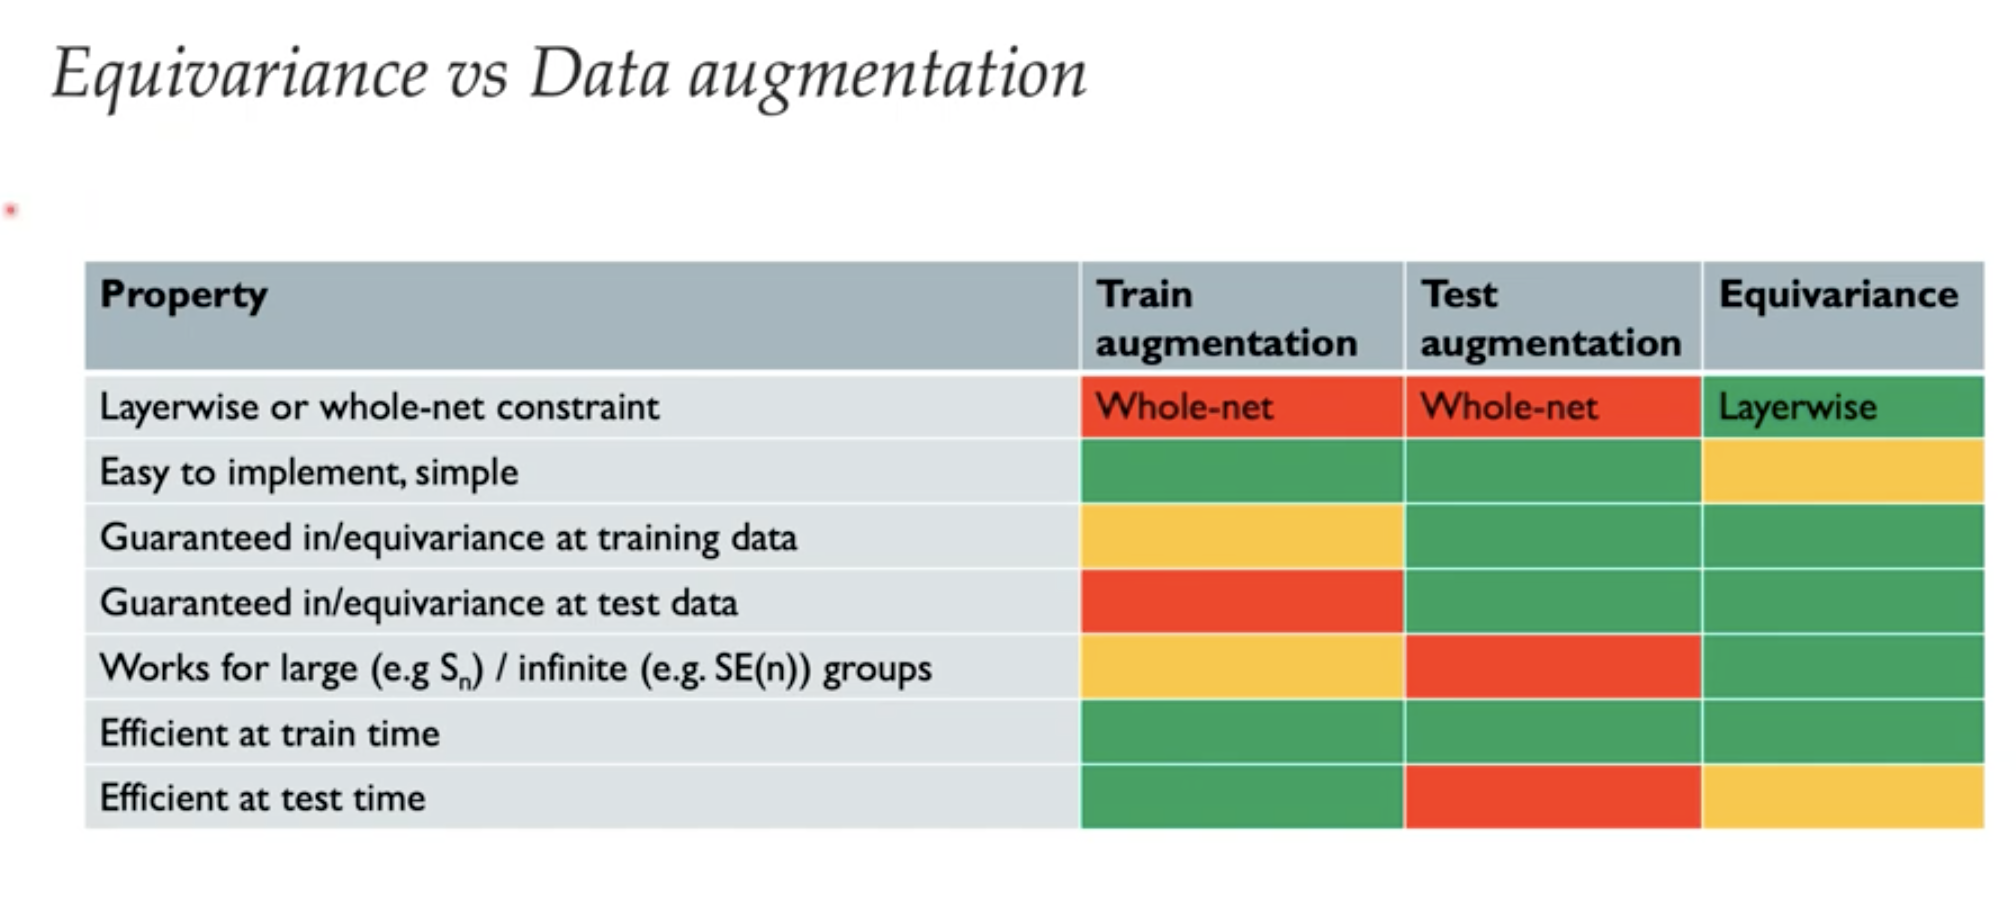 Equivariance vs Data augmentation
Property
Train
augmentation
Test
augmentation
Equivariance
Layerwise or whole-net constraint
Whole-net
Whole-net
Layerwise
Easy to implement, simple
Guaranteed in/equivariance at training data
Guaranteed in/equivariance at test data
Works for large (e.g Sn) / infinite (e.g. SE(n)) groups
Efficient at train time
Efficient at test time